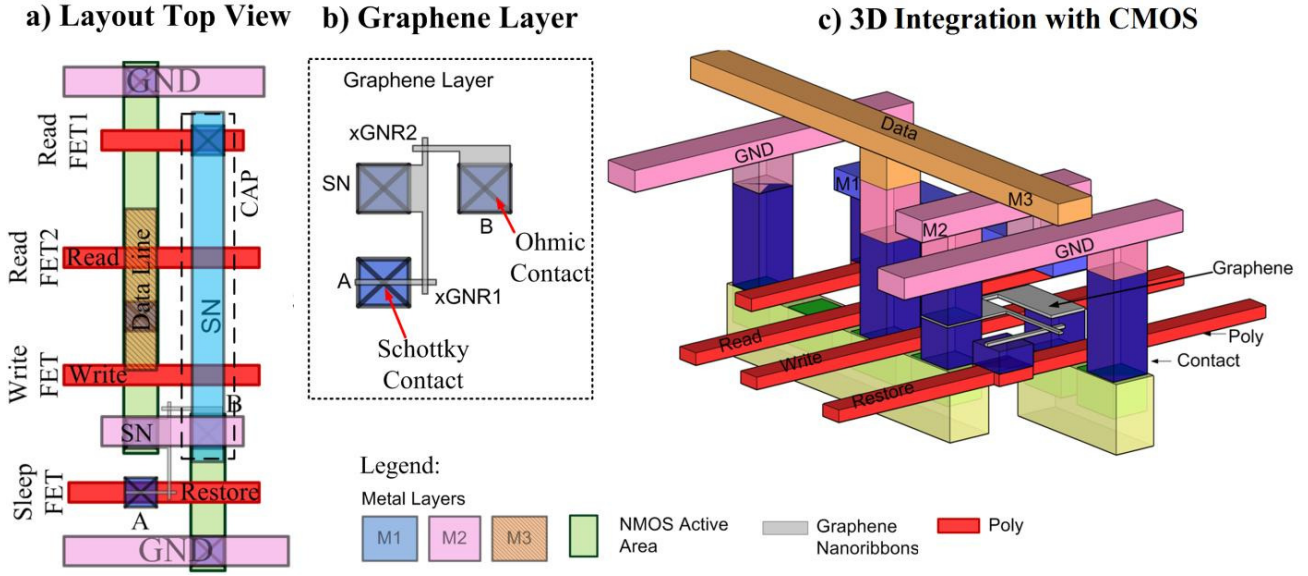 a) Layout Top View
GND
Read
FET1
CAP
Read
FET2
Read
Data Line
SN
Write
FET
Write
B
SN
Sleep
FET
Restore
A
GND
b) Graphene Layer
Graphene Layer
xGNR2
SN
B
Ohmic
Contact
A
xGNR1
Schottky
Contact
c) 3D Integration with CMOS
Data
GND
M1
M3
M2
GND
Graphene
Read
Write
Restore
Poly
Contact
Legend:
Metal Layers
M1
M2
M3
NMOS Active
Area
Graphene
Nanoribbons
Poly